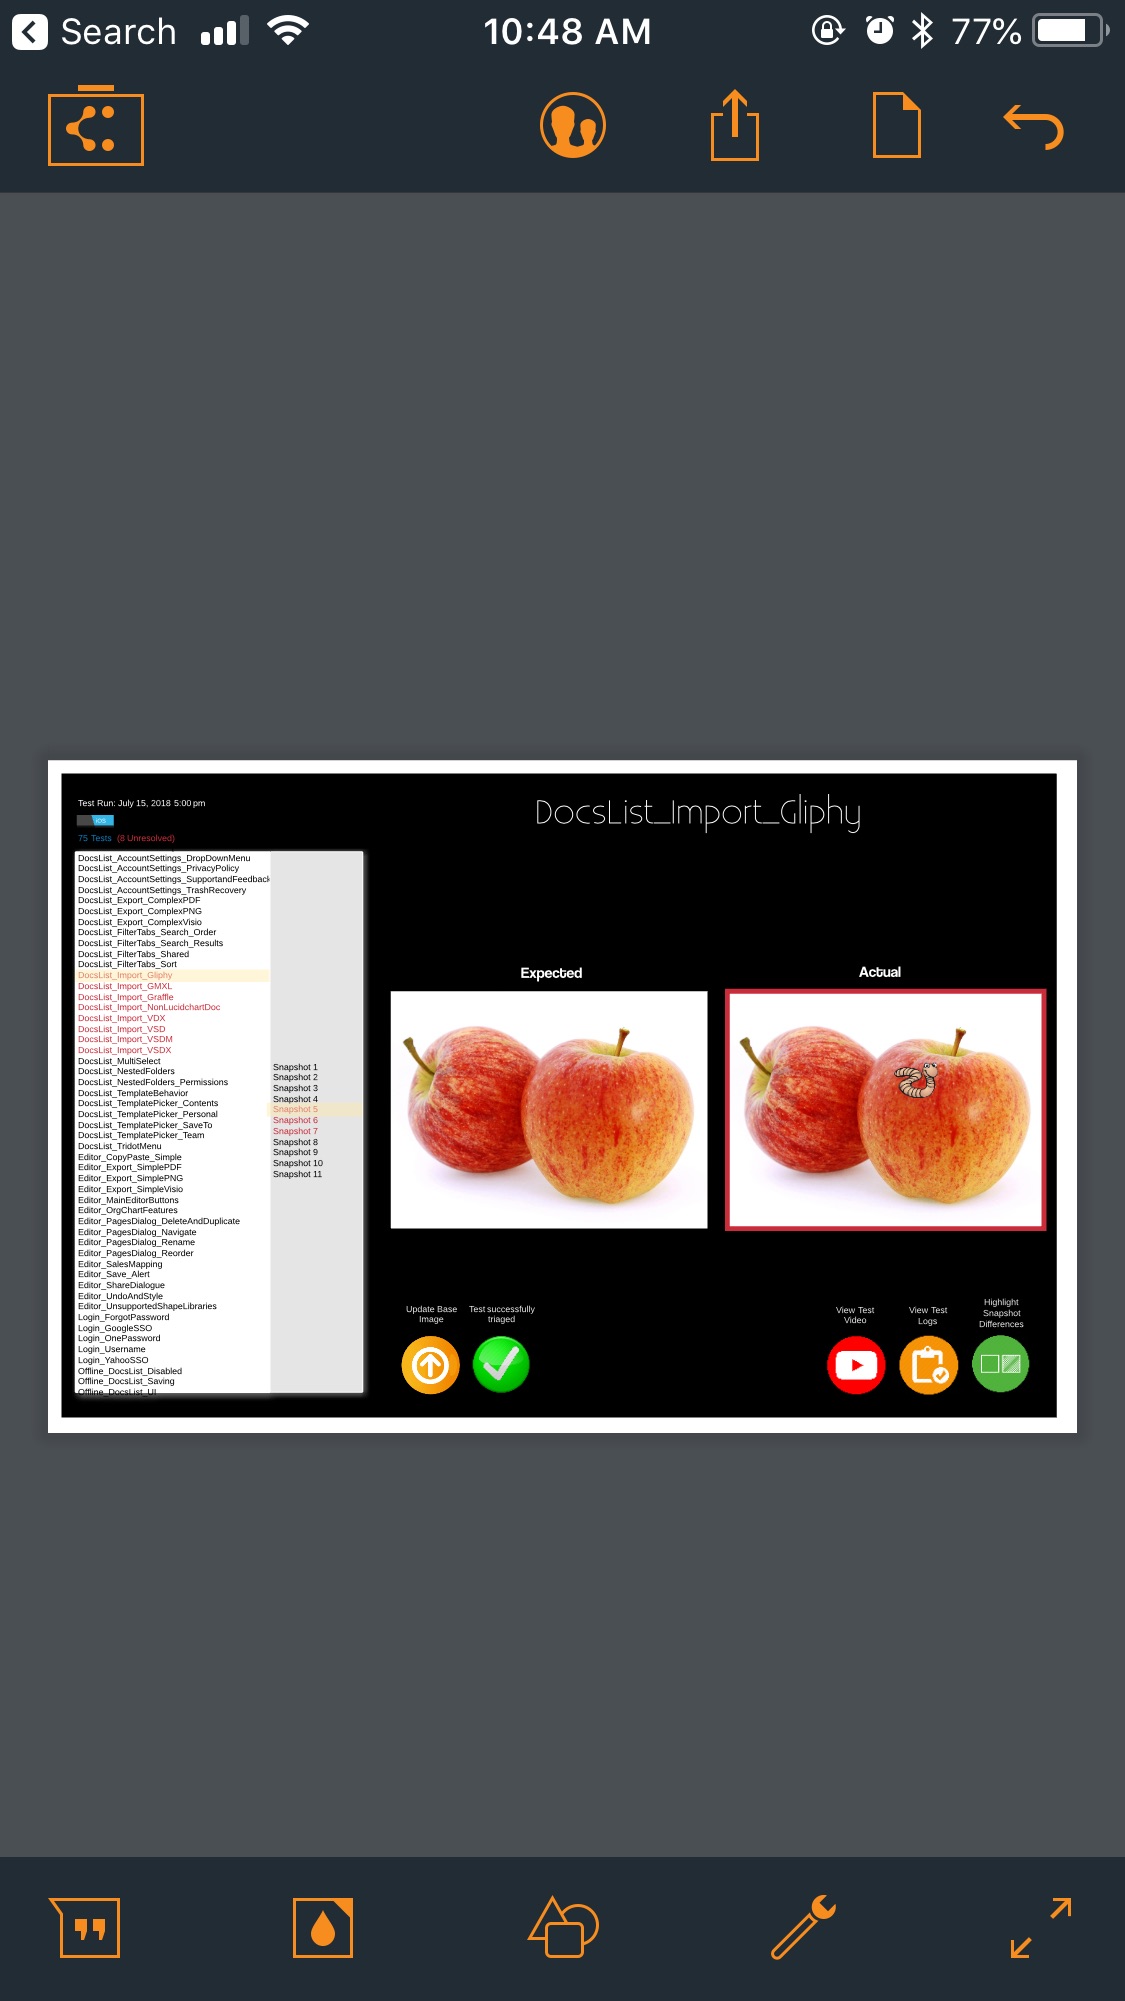 Search
10:48 AM
77%
Test Run: July 15, 2018 5:00 pm
iOS
75 Tests (8 Unresolved)
DocsList_Import_Gliphy
DocsList_AccountSettings_DropDownMenu
DocsList_AccountSettings_PrivacyPolicy
DocsList_AccountSettings_SupportandFeedback
DocsList_AccountSettings_TrashRecovery
DocsList_Export_ComplexPDF
DocsList_Export_ComplexPNG
DocsList_Export_ComplexVisio
DocsList_FilterTabs_Search_Order
DocsList_FilterTabs_Search_Results
DocsList_FilterTabs_Shared
DocsList_FilterTabs_Sort
DocsList_Import_Gliphy
DocsList_Import_GMXL
DocsList_Import_Graffle
DocsList_Import_NonLucidchartDoc
DocsList_Import_VDX
DocsList_Import_VSD
DocsList_Import_VSDM
DocsList_Import_VSDX
DocsList_MultiSelect
DocsList_NestedFolders
DocsList_NestedFolders_Permissions
DocsList_TemplateBehavior
DocsList_TemplatePicker_Contents
DocsList_TemplatePicker_Personal
DocsList_TemplatePicker_SaveTo
DocsList_TemplatePicker_Team
DocsList_TridotMenu
Editor_CopyPaste_Simple
Editor_Export_SimplePDF
Editor_Export_SimplePNG
Editor_Export_SimpleVisio
Editor_MainEditorButtons
Editor_OrgChartFeatures
Editor_PagesDialog_DeleteAndDuplicate
Editor_PagesDialog_Navigate
Editor_PagesDialog_Rename
Editor_PagesDialog_Reorder
Editor_SalesMapping
Editor_Save_Alert
Editor_ShareDialogue
Editor_UndoAndStyle
Editor_UnsupportedShapeLibraries
Login_ForgotPassword
Login_GoogleSSO
Login_OnePassword
Login_Username
Login_YahooSSO
Offline_DocsList_Disabled
Offline_DocsList_Saving
Offline_DocsList_UI
Snapshot 1
Snapshot 2
Snapshot 3
Snapshot 4
Snapshot 5
Snapshot 6
Snapshot 7
Snapshot 8
Snapshot 9
Snapshot 10
Snapshot 11
Expected
Actual
Update Base
Image
Test successfully
triaged
View Test
Video
View Test
Logs
Highlight
Snapshot
Differences